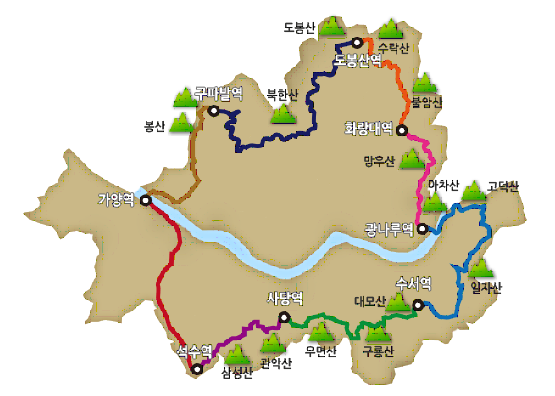 도봉산
수락산
도봉산역
구파발역
북한산
불암산
봉산
화랑대역
망우산
아차산
고덕산
가양역
광나루역
수서역
일자산
사당역
대모산
석수역
우면산
구룡산
관악산
삼성산